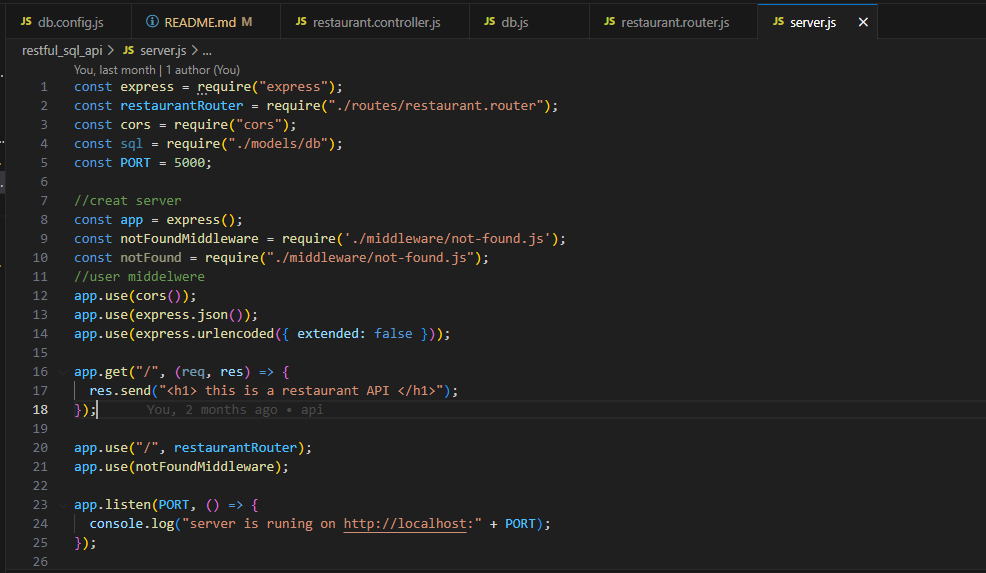 JS db.config.js README.md M JS restaurant.controller.js JS db.js JS restaurant.router.js JS server.js ×
restful_sql_api > JS server.js > ...
You, last month | 1 author (You)
1 const express = require("express");
2 const restaurantRouter = require("./routes/restaurant.router");
3 const cors = require("cors");
4 const sql = require("./models/db");
5 const PORT = 5000;
6
7 //creat server
8 const app = express();
9 const notFoundMiddleware = require('./middleware/not-found.js');
10 const notFound = require("./middleware/not-found.js");
11 //user middelwere
12 app.use(cors());
13 app.use(express.json());
14 app.use(express.urlencoded({ extended: false }));
15
16 app.get("/", (req, res) => {
17 res.send("<h1> this is a restaurant API </h1>");
18 }); You, 2 months ago • api
19
20 app.use("/", restaurantRouter);
21 app.use(notFoundMiddleware);
22
23 app.listen(PORT, () => {
24 console.log("server is runing on http://localhost:" + PORT);
25 });
26